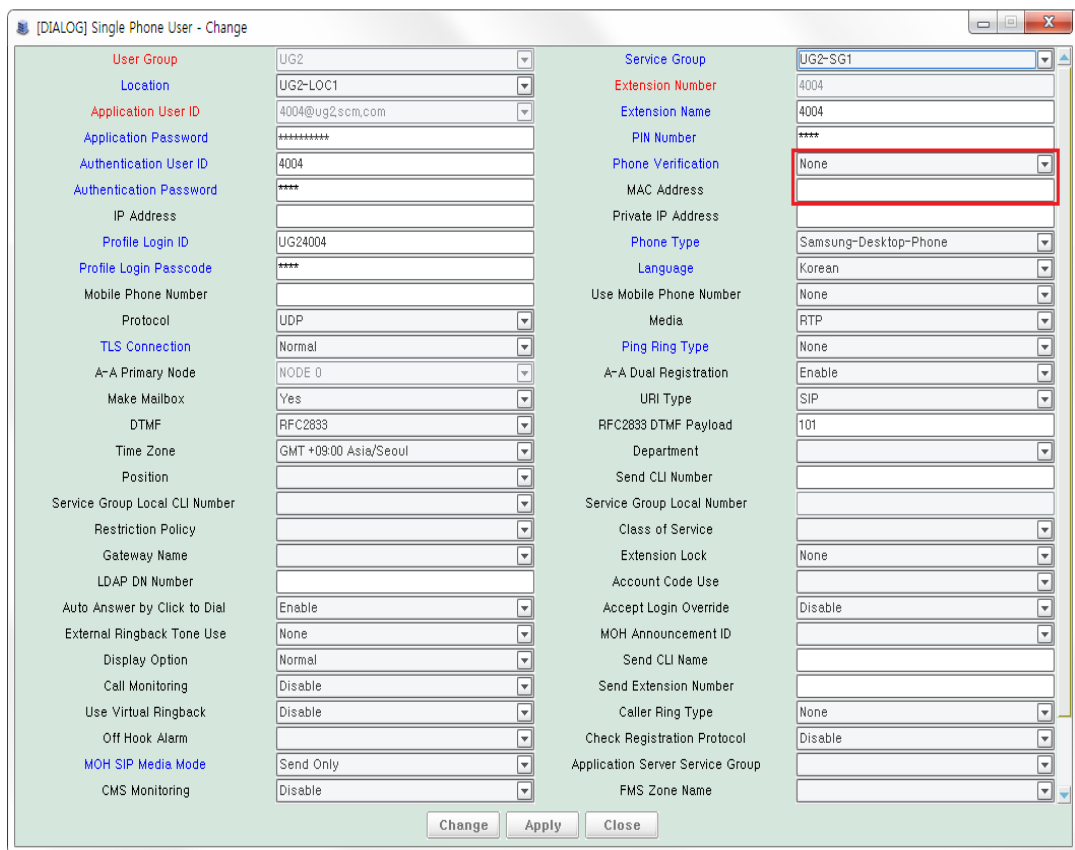 [DIALOG] Single Phone User - Change
User Group UG2 Service Group UG2-SG1
Location UG2-LOC1 Extension Number 4004
Application User ID 4004@ug2.scm.com Extension Name 4004
Application Password ********** PIN Number ****
Authentication User ID 4004 Phone Verification None
Authentication Password **** MAC Address
IP Address Private IP Address
Profile Login ID UG24004 Phone Type Samsung-Desktop-Phone
Profile Login Passcode **** Language Korean
Mobile Phone Number Use Mobile Phone Number None
Protocol UDP Media RTP
TLS Connection Normal Ping Ring Type None
A-A Primary Node NODE 0 A-A Dual Registration Enable
Make Mailbox Yes URI Type SIP
DTMF RFC2833 RFC2833 DTMF Payload 101
Time Zone GMT +09:00 Asia/Seoul Department
Position Send CLI Number
Service Group Local CLI Number Service Group Local Number
Restriction Policy Class of Service
Gateway Name Extension Lock None
LDAP DN Number Account Code Use
Auto Answer by Click to Dial Enable Accept Login Override Disable
External Ringback Tone Use None MOH Announcement ID
Display Option Normal Send CLI Name
Call Monitoring Disable Send Extension Number
Use Virtual Ringback Disable Caller Ring Type None
Off Hook Alarm Check Registration Protocol Disable
MOH SIP Media Mode Send Only Application Server Service Group
CMS Monitoring Disable FMS Zone Name
Change Apply Close